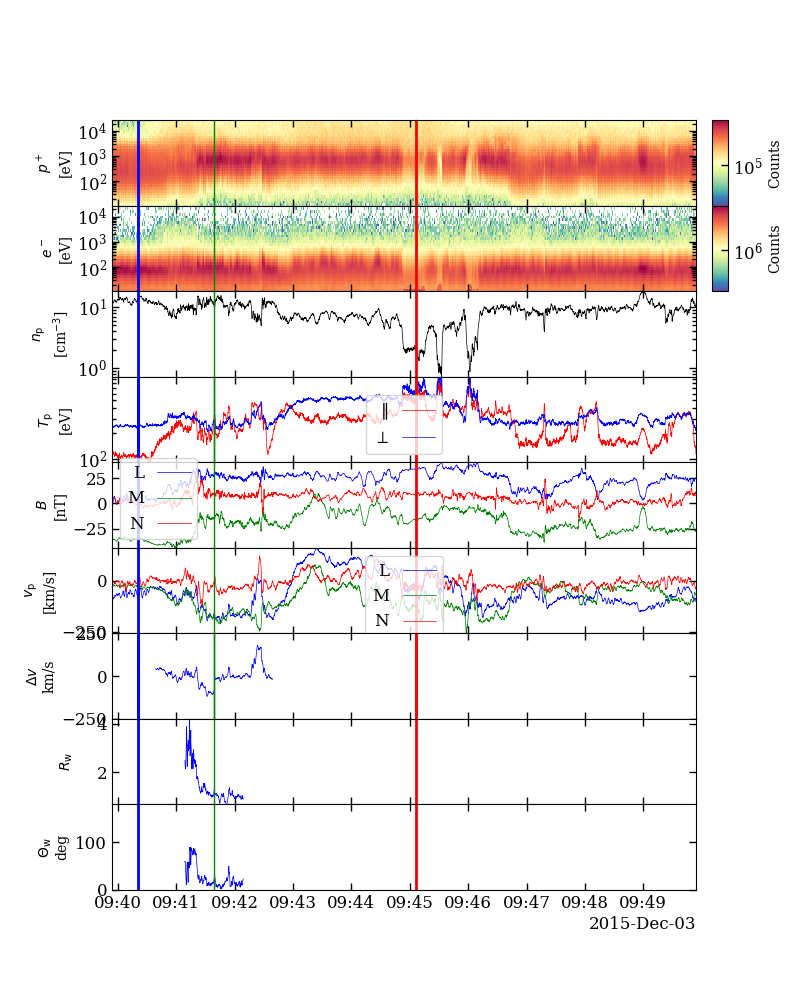 10⁴
10³
10²
p⁺
[eV]
10⁵
Counts
10⁴
10³
10²
e⁻
[eV]
10⁶
Counts
10¹
10⁰
nₚ
[cm⁻³]
10²
Tₚ
[eV]
∥
⊥
25
0
−25
B
[nT]
L
M
N
0
−250
vₚ
[km/s]
L
M
N
250
0
−250
Δv
km/s
4
2
R_w
100
0
Θ_w
deg
09:40 09:41 09:42 09:43 09:44 09:45 09:46 09:47 09:48 09:49
2015-Dec-03